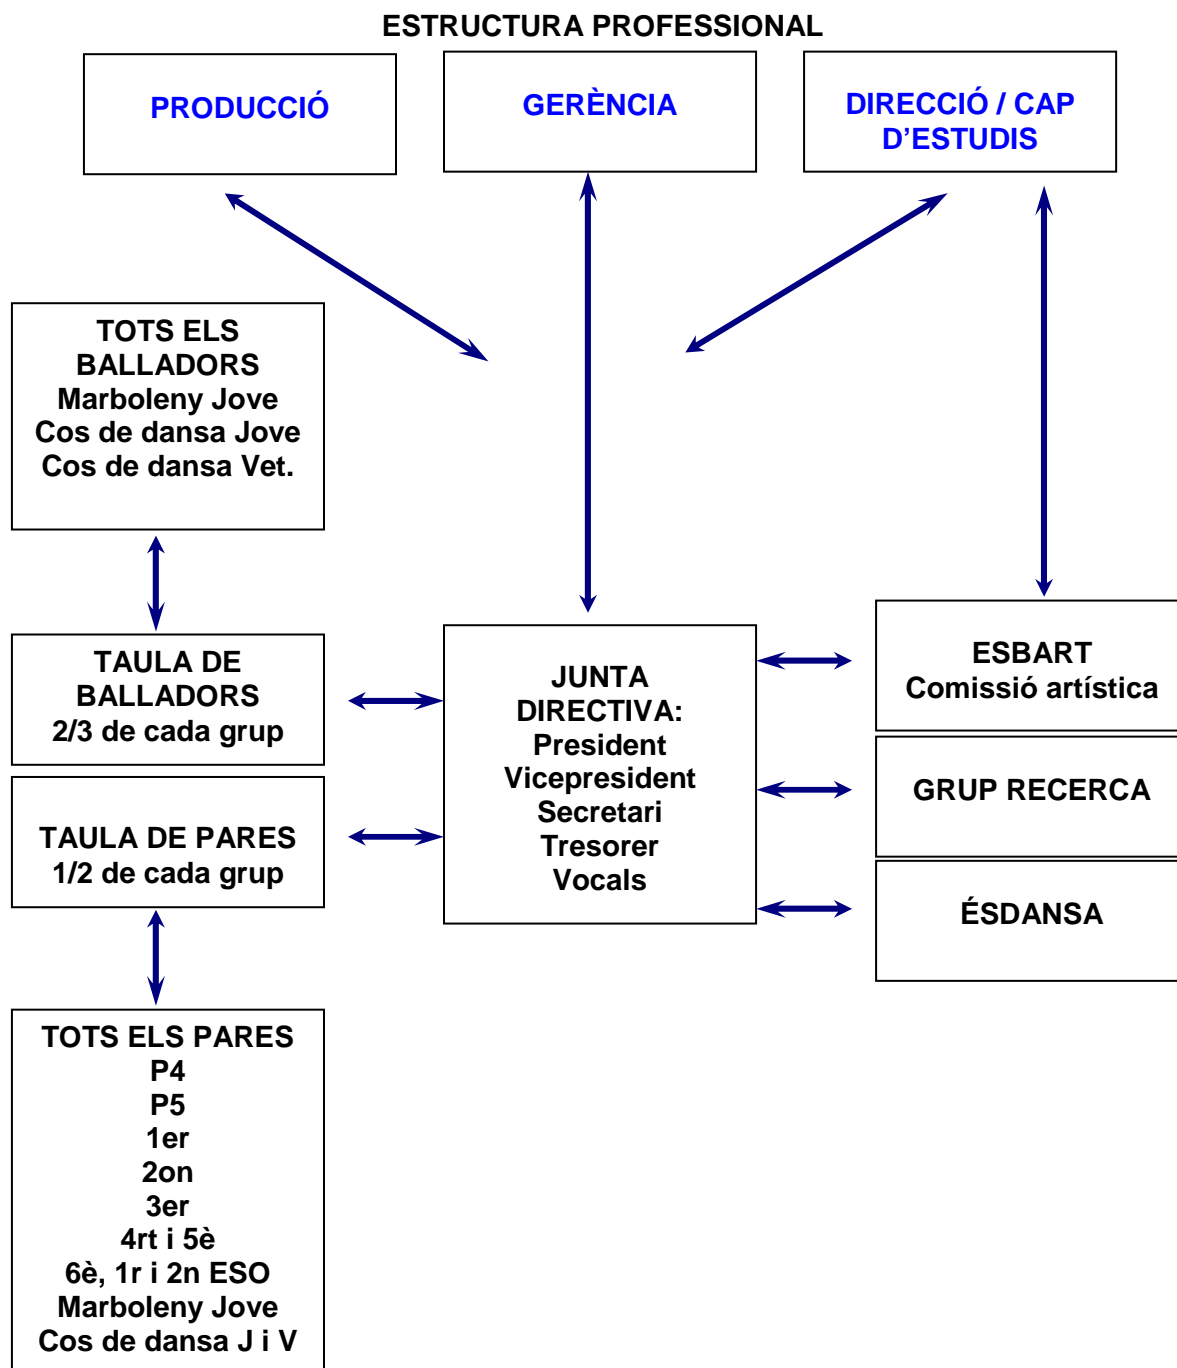 ESTRUCTURA PROFESSIONAL
PRODUCCIÓ
GERÈNCIA
DIRECCIÓ / CAP
D’ESTUDIS
TOTS ELS
BALLADORS
Marboleny Jove
Cos de dansa Jove
Cos de dansa Vet.
TAULA DE
BALLADORS
2/3 de cada grup
TAULA DE PARES
1/2 de cada grup
JUNTA
DIRECTIVA:
President
Vicepresident
Secretari
Tresorer
Vocals
ESBART
Comissió artística
GRUP RECERCA
ÉSDANSA
TOTS ELS PARES
P4
P5
1er
2on
3er
4rt i 5è
6è, 1r i 2n ESO
Marboleny Jove
Cos de dansa J i V